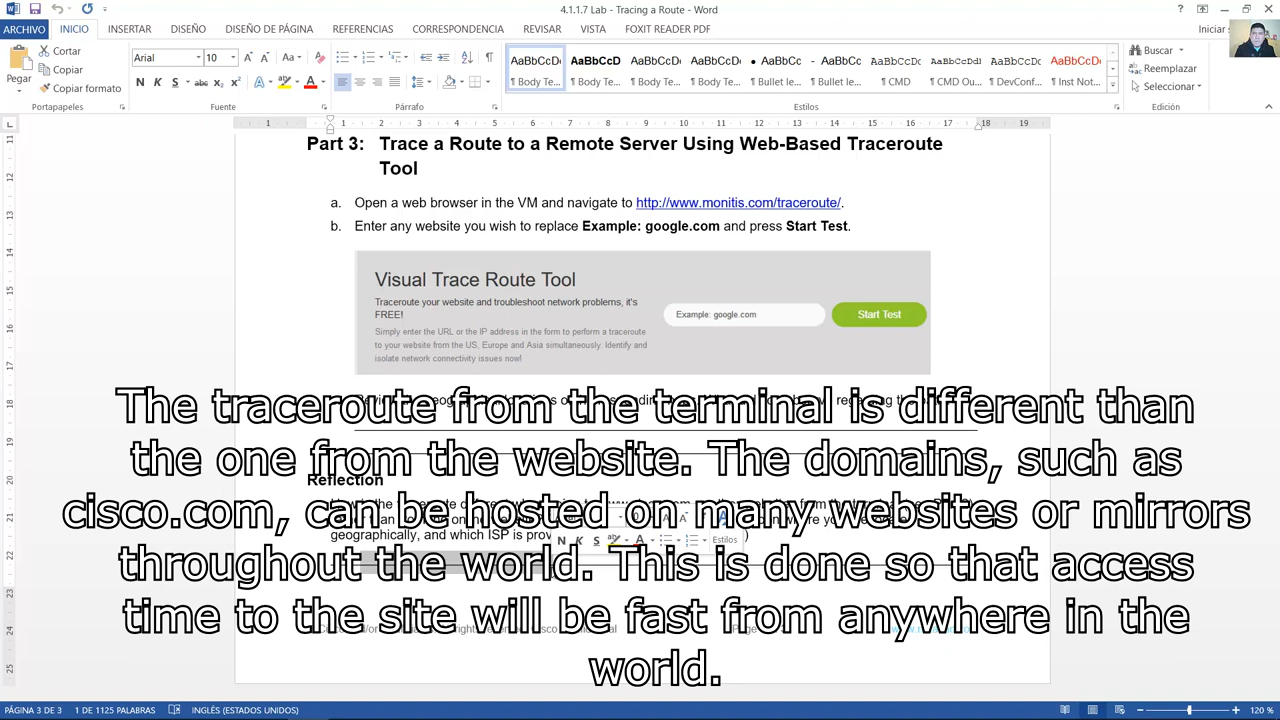 4.1.1.7 Lab - Tracing a Route - Word
ARCHIVO INICIO INSERTAR DISEÑO DISEÑO DE PÁGINA REFERENCIAS CORRESPONDENCIA REVISAR VISTA FOXIT READER PDF Iniciar
Pegar Cortar Copiar Copiar formato
Arial 10
AaBbCcDc AaBbCcD AaBbCcDc AaBbCcDc AaBbCc AaBbCc AaBbCcDc AaBbCcDc AaBbCcDc AaBbCcDc
¶ Body Te... ¶ Body Te... ¶ Body Te... ¶ Body Te... ¶ Bullet le... ¶ Bullet le... ¶ CMD ¶ CMD Ou... ¶ DevConf... ¶ Inst Not...
Buscar
Reemplazar
Seleccionar
Portapapeles Fuente Párrafo Estilos Edición
Part 3: Trace a Route to a Remote Server Using Web-Based Traceroute
Tool
a. Open a web browser in the VM and navigate to http://www.monitis.com/traceroute/.
b. Enter any website you wish to replace Example: google.com and press Start Test.
Visual Trace Route Tool
Traceroute your website and troubleshoot network problems, it's
FREE!
Simply enter the URL or the IP address in the form to perform a traceroute
to your website from the US, Europe and Asia simultaneously. Identify and
isolate network connectivity issues now!
Example: google.com
Start Test
The traceroute from the terminal is different than
the one from the website. The domains, such as
cisco.com, can be hosted on many websites or mirrors
throughout the world. This is done so that access
time to the site will be fast from anywhere in the
world.
Reflection
geographically, and which ISP is
Estilos
PÁGINA 3 DE 3 1 DE 1125 PALABRAS INGLÉS (ESTADOS UNIDOS) 120 %